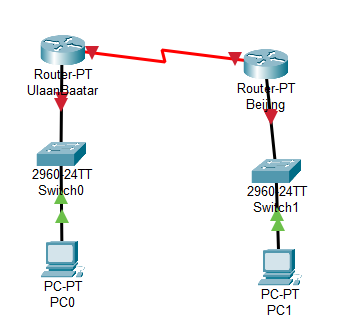 Router-PT
UlaanBaatar
Router-PT
Beijing
2960-24TT
Switch0
2960-24TT
Switch1
PC-PT
PC0
PC-PT
PC1